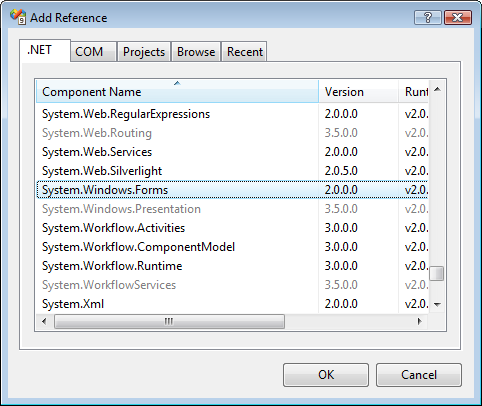 Add Reference
.NET COM Projects Browse Recent
Component Name Version Runt
System.Web.RegularExpressions 2.0.0.0 v2.0.
System.Web.Routing 3.5.0.0 v2.0.
System.Web.Services 2.0.0.0 v2.0.
System.Web.Silverlight 2.0.5.0 v2.0.
System.Windows.Forms 2.0.0.0 v2.0.
System.Windows.Presentation 3.5.0.0 v2.0.
System.Workflow.Activities 3.0.0.0 v2.0.
System.Workflow.ComponentModel 3.0.0.0 v2.0.
System.Workflow.Runtime 3.0.0.0 v2.0.
System.WorkflowServices 3.5.0.0 v2.0.
System.Xml 2.0.0.0 v2.0.
OK Cancel